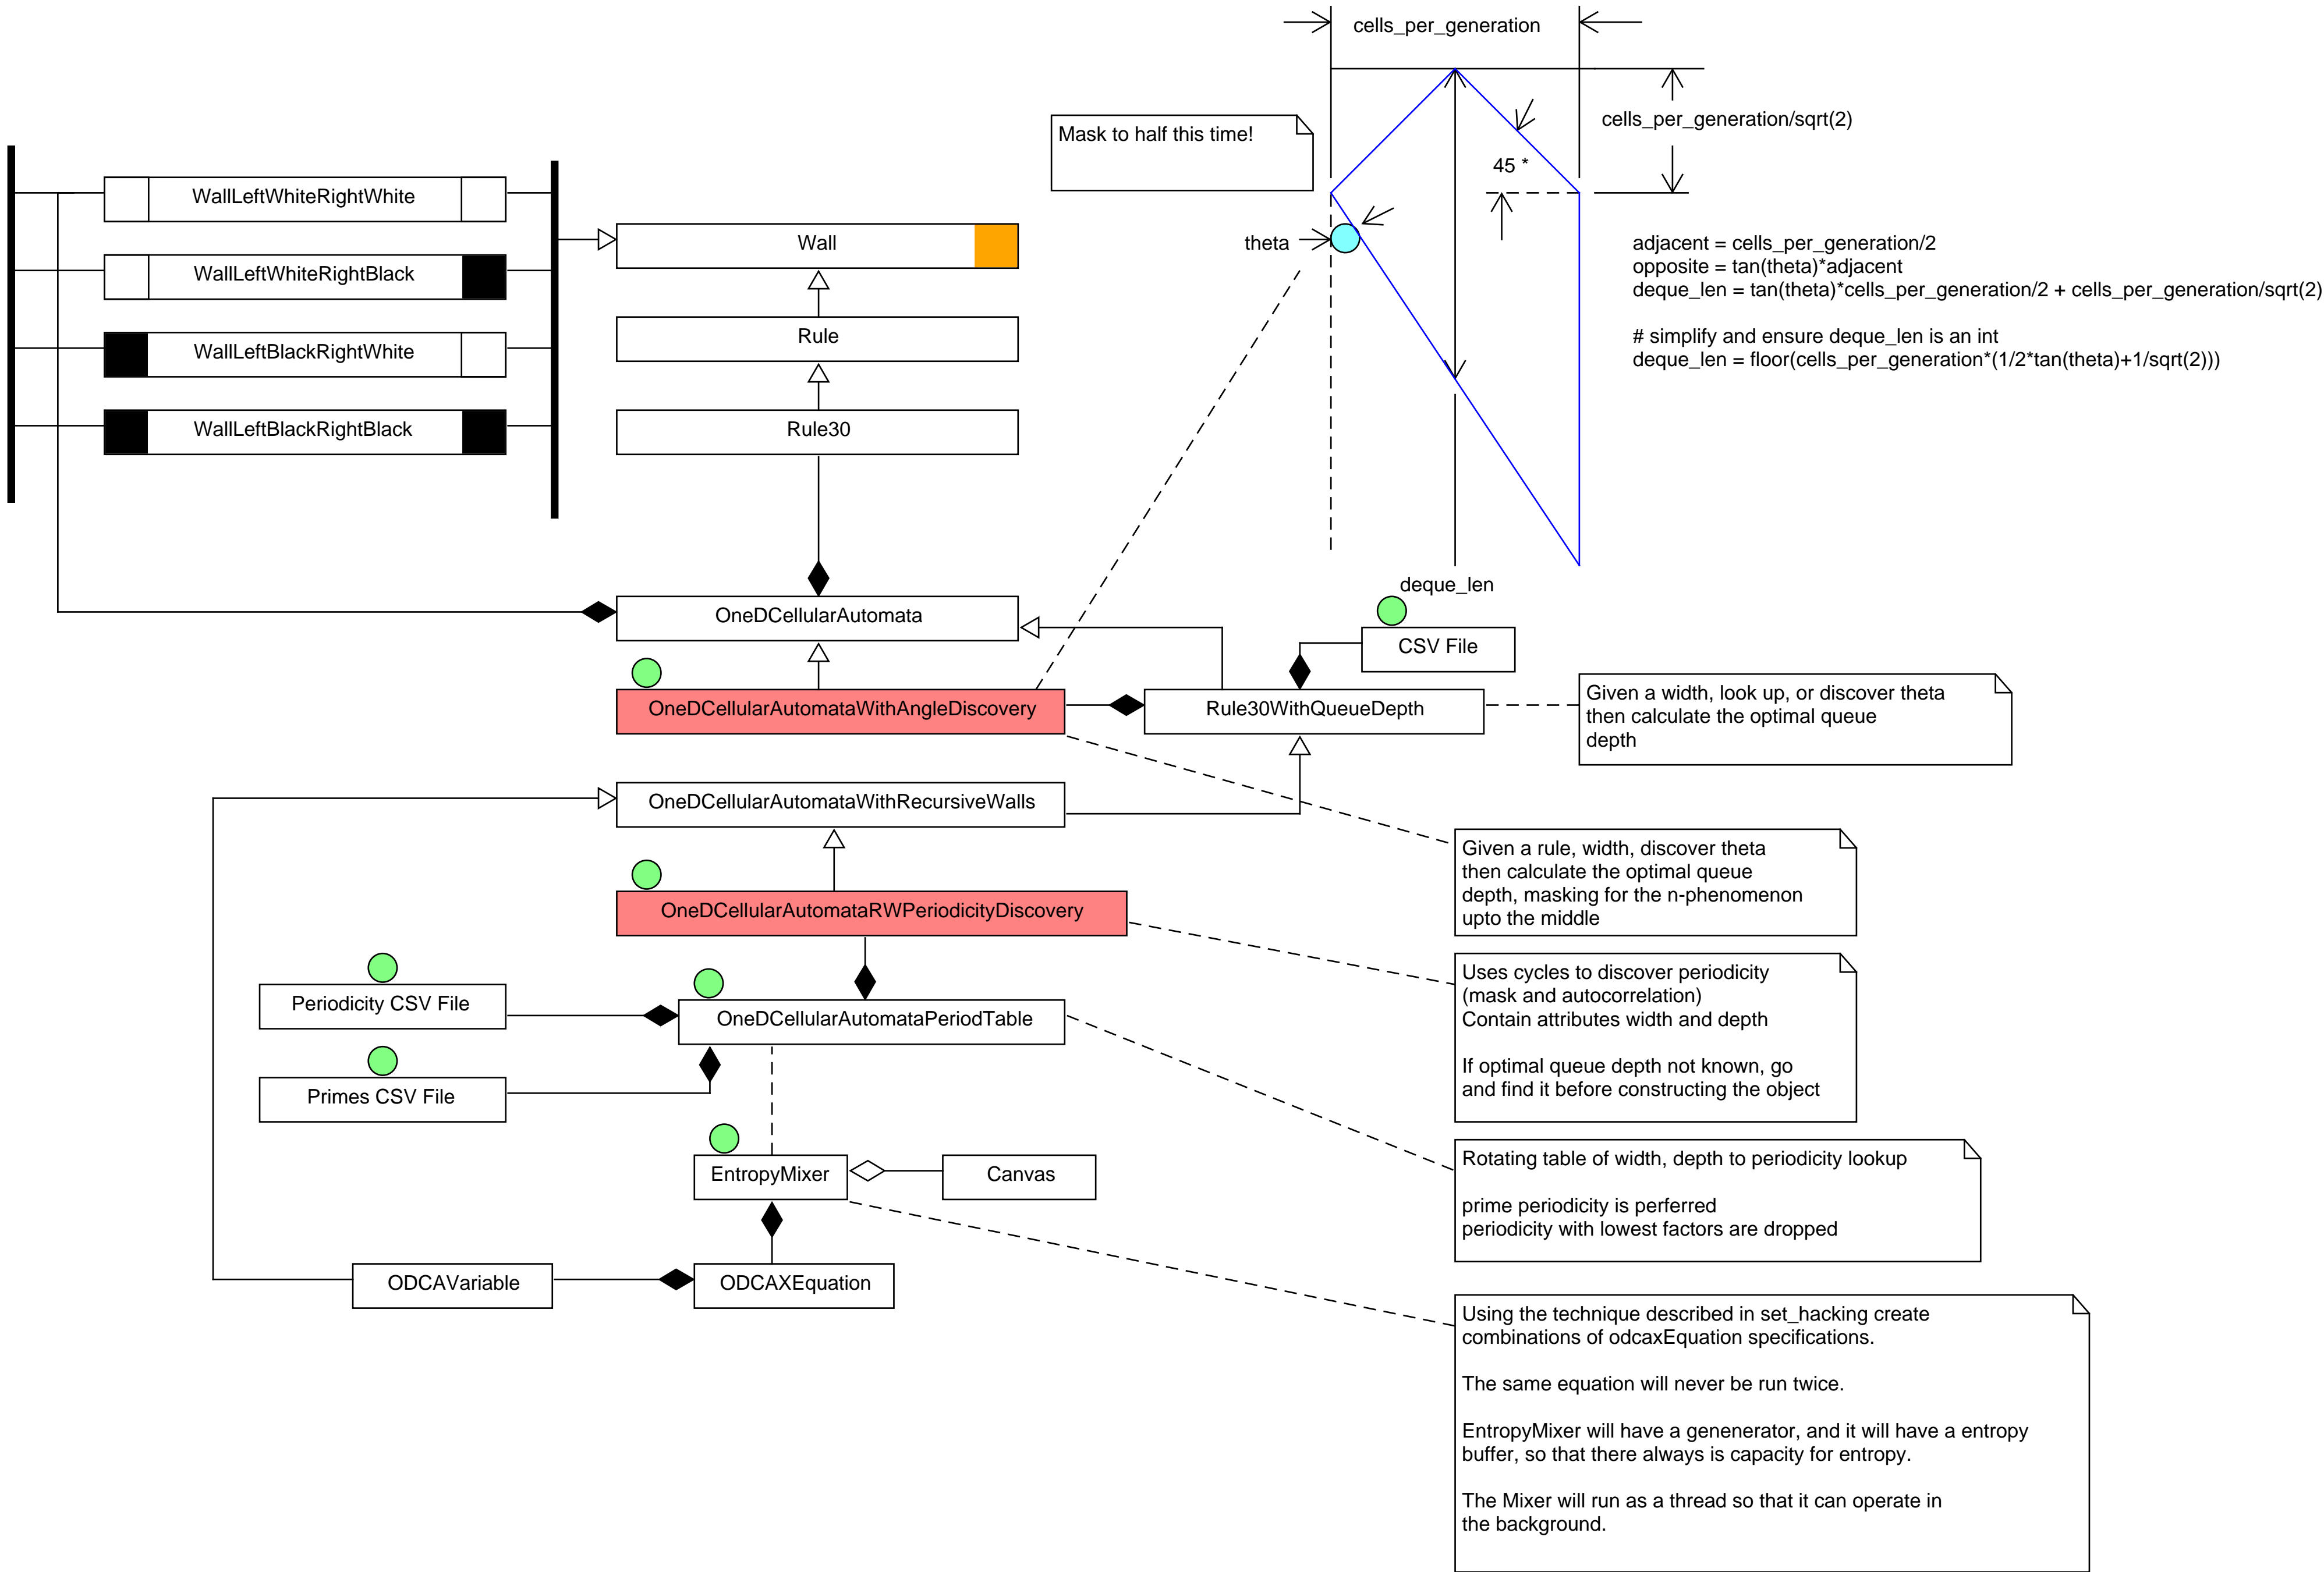 cells_per_generation
cells_per_generation/sqrt(2)
Mask to half this time!
45 *
WallLeftWhiteRightWhite
Wall
theta
adjacent = cells_per_generation/2
opposite = tan(theta)*adjacent
deque_len = tan(theta)*cells_per_generation/2 + cells_per_generation/sqrt(2)
# simplify and ensure deque_len is an int
deque_len = floor(cells_per_generation*(1/2*tan(theta)+1/sqrt(2)))
WallLeftWhiteRightBlack
Rule
WallLeftBlackRightWhite
Rule30
WallLeftBlackRightBlack
deque_len
OneDCellularAutomata
CSV File
OneDCellularAutomataWithAngleDiscovery
Rule30WithQueueDepth
Given a width, look up, or discover theta
then calculate the optimal queue
depth
OneDCellularAutomataWithRecursiveWalls
Given a rule, width, discover theta
then calculate the optimal queue
depth, masking for the n-phenomenon
upto the middle
OneDCellularAutomataRWPeriodicityDiscovery
Uses cycles to discover periodicity
(mask and autocorrelation)
Contain attributes width and depth
If optimal queue depth not known, go
and find it before constructing the object
Periodicity CSV File
OneDCellularAutomataPeriodTable
Primes CSV File
Rotating table of width, depth to periodicity lookup
prime periodicity is perferred
periodicity with lowest factors are dropped
EntropyMixer
Canvas
ODCAVariable
ODCAXEquation
Using the technique described in set_hacking create
combinations of odcaxEquation specifications.
The same equation will never be run twice.
EntropyMixer will have a genenerator, and it will have a entropy
buffer, so that there always is capacity for entropy.
The Mixer will run as a thread so that it can operate in
the background.